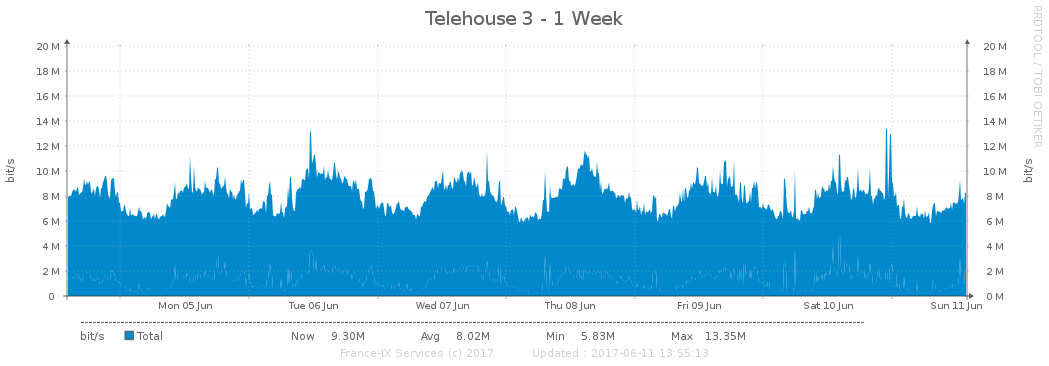 Telehouse 3 - 1 Week
RRDTOOL / TOBI OETIKER
20 M 20 M
18 M 18 M
16 M 16 M
14 M 14 M
12 M 12 M
10 M 10 M
8 M 8 M
6 M 6 M
4 M 4 M
2 M 2 M
0 0 M
bit/s
bit/s
Mon 05 Jun Tue 06 Jun Wed 07 Jun Thu 08 Jun Fri 09 Jun Sat 10 Jun Sun 11 Jun
bit/s Total Now 9.30M Avg 8.02M Min 5.83M Max 13.35M
France-IX Services (c) 2017 Updated : 2017-06-11 13:55:13